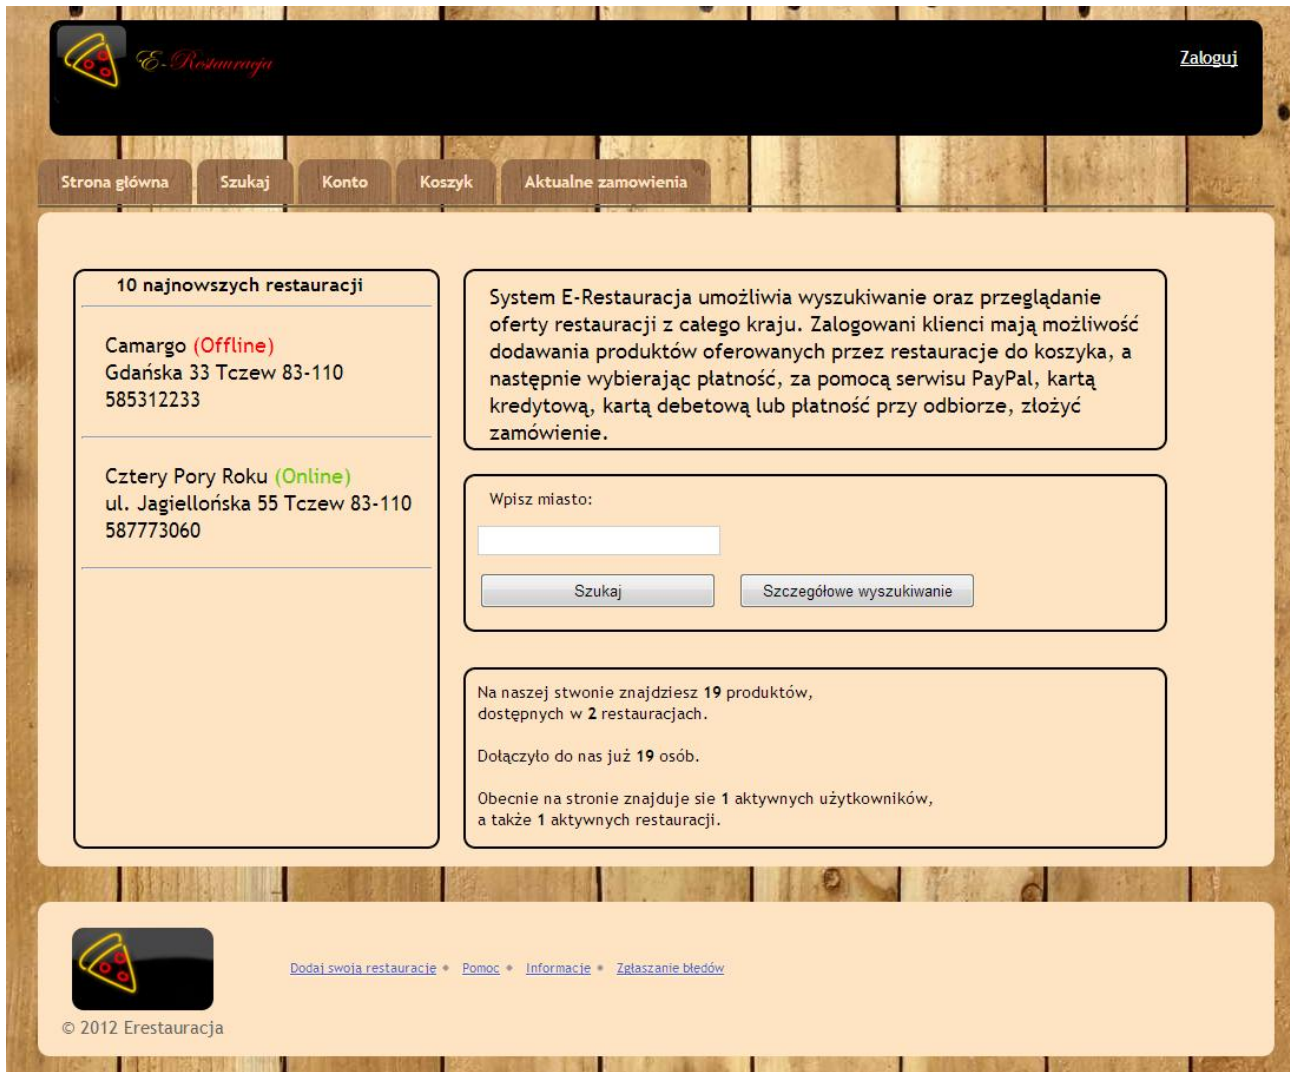 E-Restauracja
Zaloguj
Strona główna
Szukaj
Konto
Koszyk
Aktualne zamowienia
10 najnowszych restauracji
Camargo (Offline)
Gdańska 33 Tczew 83-110
585312233
Cztery Pory Roku (Online)
ul. Jagiellońska 55 Tczew 83-110
587773060
System E-Restauracja umożliwia wyszukiwanie oraz przeglądanie
oferty restauracji z całego kraju. Zalogowani klienci mają możliwość
dodawania produktów oferowanych przez restauracje do koszyka, a
następnie wybierając płatność, za pomocą serwisu PayPal, kartą
kredytową, kartą debetową lub płatność przy odbiorze, złożyć
zamówienie.
Wpisz miasto:
Szukaj
Szczegółowe wyszukiwanie
Na naszej stwonie znajdziesz 19 produktów,
dostępnych w 2 restauracjach.
Dołączyło do nas już 19 osób.
Obecnie na stronie znajduje sie 1 aktywnych użytkowników,
a także 1 aktywnych restauracji.
Dodaj swoją restaurację • Pomoc • Informacje • Zgłaszanie błedów
© 2012 Erestauracja